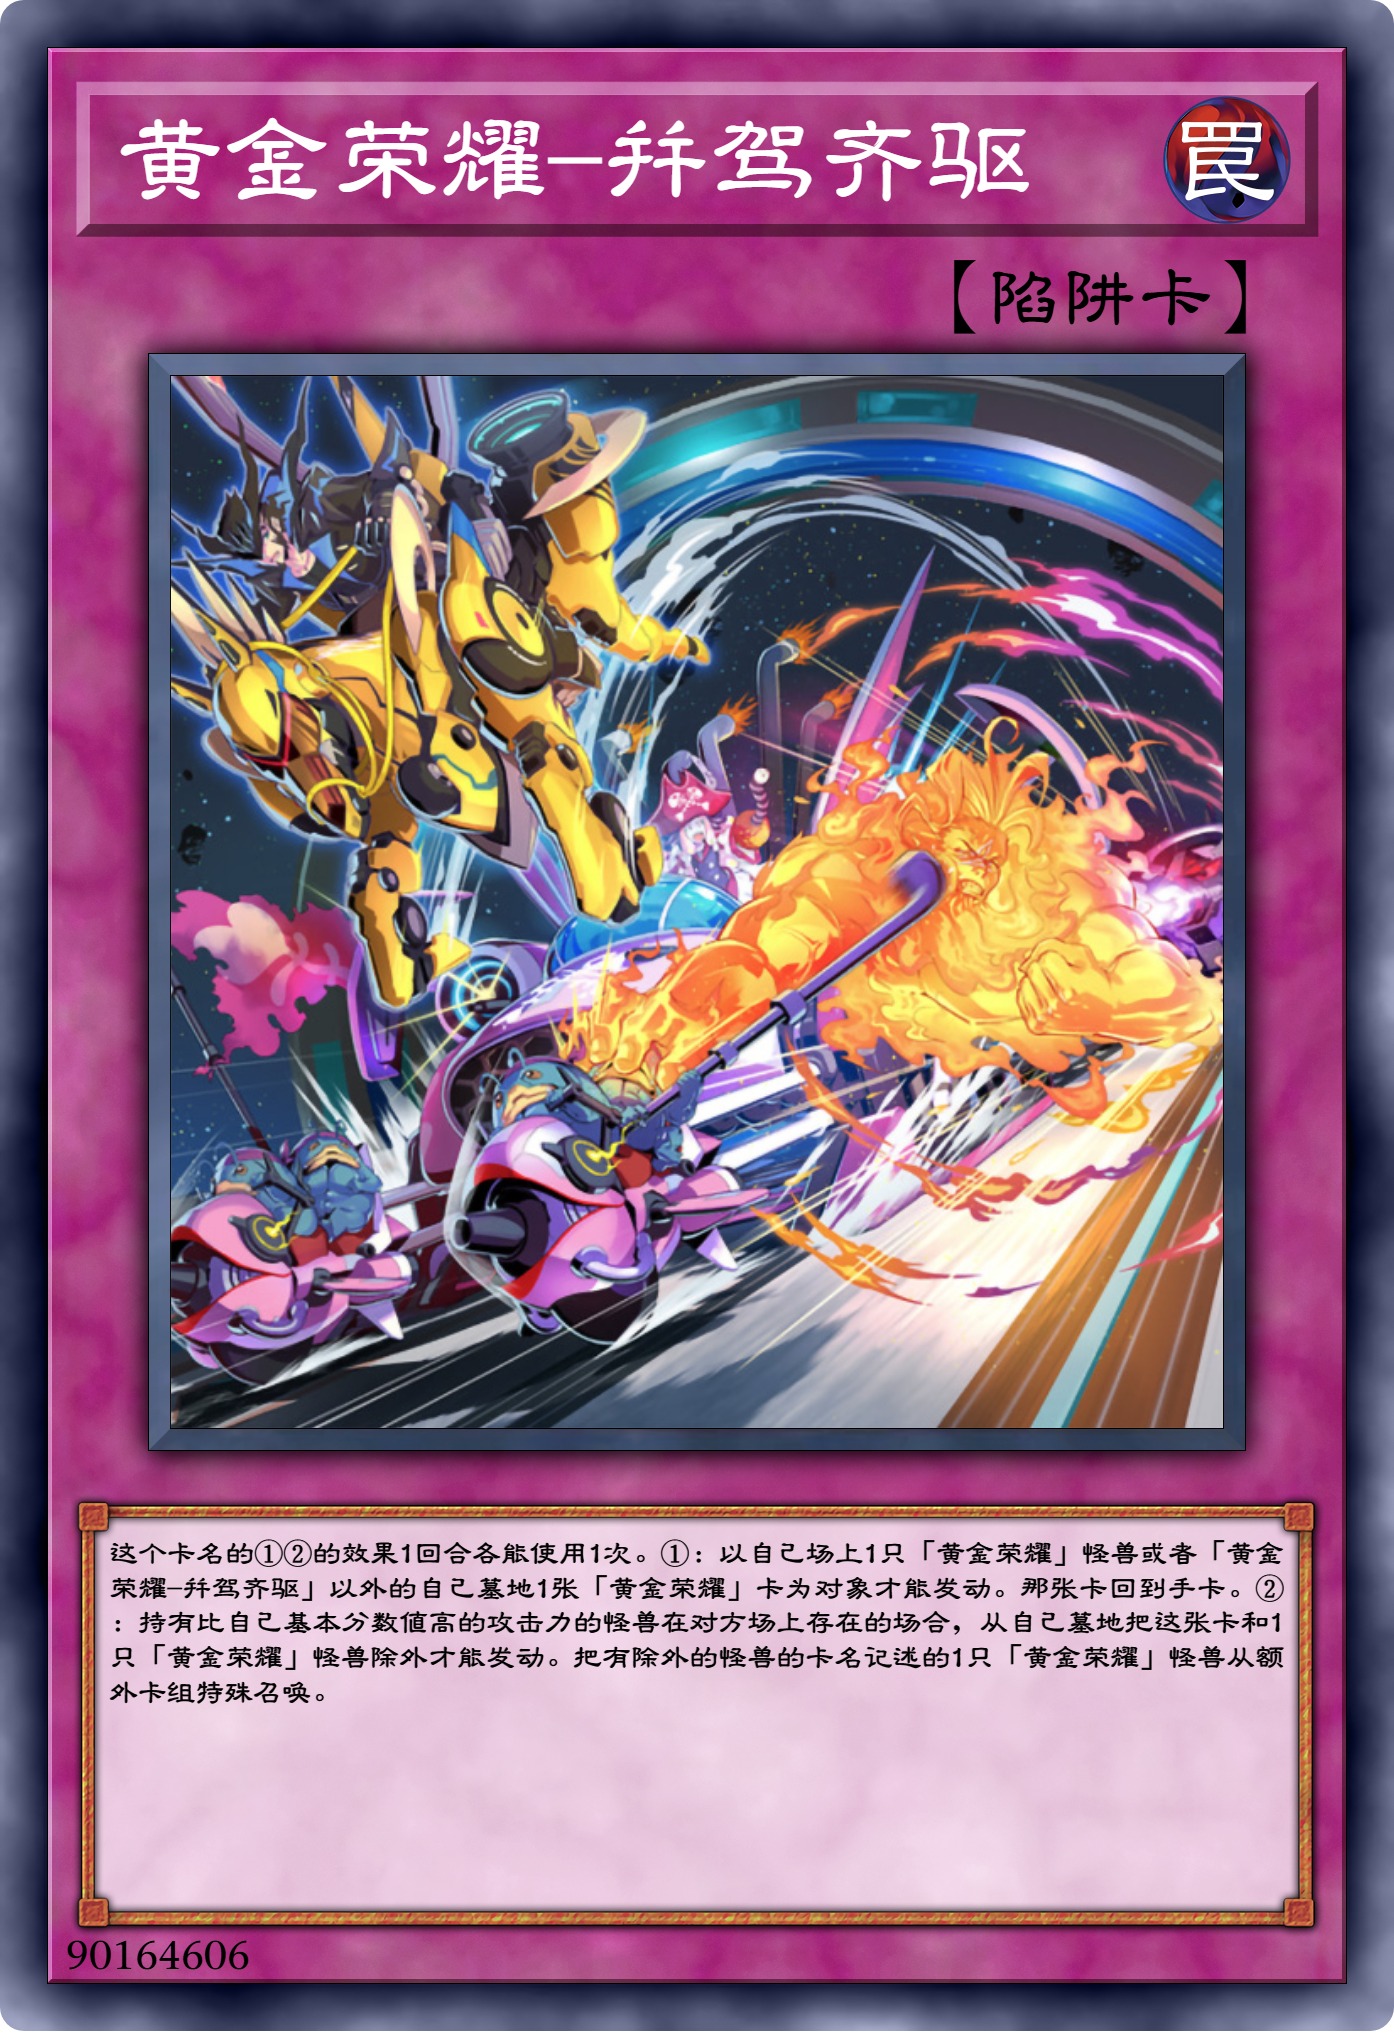 黄金荣耀-并驾齐驱
罠
【陷阱卡】
这个卡名的①②的效果1回合各能使用1次。①：以自己场上1只「黄金荣耀」怪兽或者「黄金
荣耀-并驾齐驱」以外的自己墓地1张「黄金荣耀」卡为对象才能发动。那张卡回到手卡。②
：持有比自己基本分数值高的攻击力的怪兽在对方场上存在的场合，从自己墓地把这张卡和1
只「黄金荣耀」怪兽除外才能发动。把有除外的怪兽的卡名记述的1只「黄金荣耀」怪兽从额
外卡组特殊召唤。
90164606